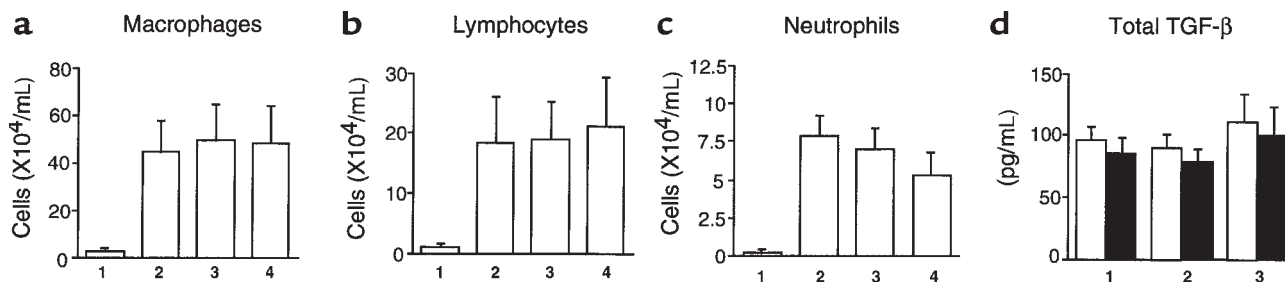 a Macrophages
Cells (X10⁴/mL)
80
60
40
20
0
1 2 3 4
b Lymphocytes
Cells (X10⁴/mL)
30
20
10
0
1 2 3 4
c Neutrophils
Cells (X10⁴/mL)
12.5
10
7.5
5
2.5
0
1 2 3 4
d Total TGF-β
(pg/mL)
150
100
50
0
1 2 3